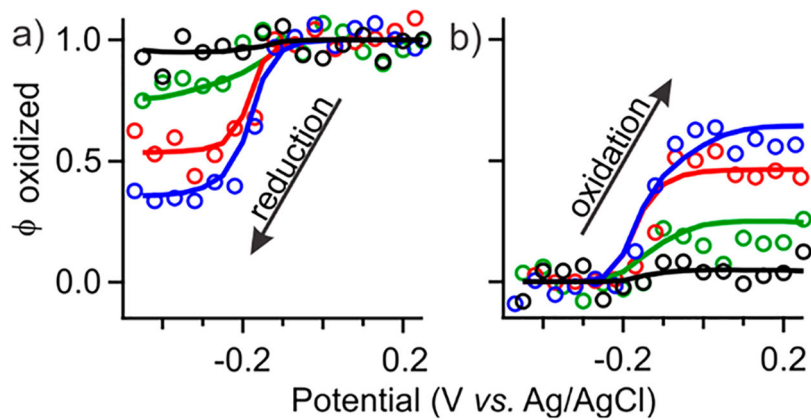 a)
b)
1.0
0.5
0.0
ϕ oxidized
reduction
oxidation
-0.2
0.2
-0.2
0.2
Potential (V vs. Ag/AgCl)